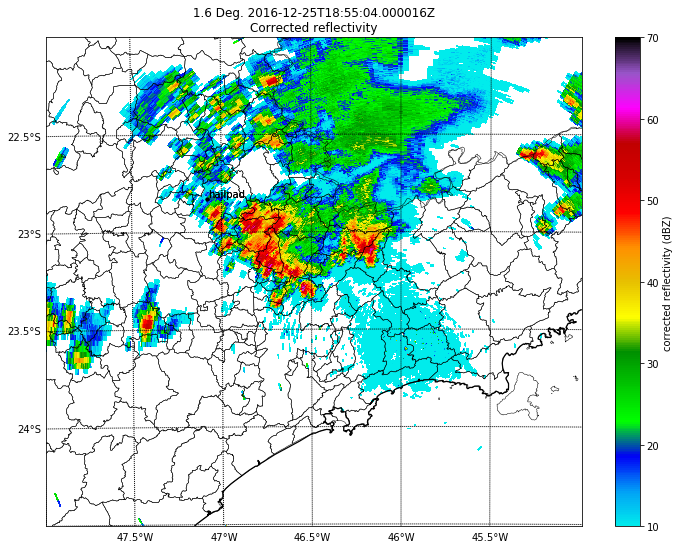 1.6 Deg. 2016-12-25T18:55:04.000016Z
Corrected reflectivity
hailpad
22.5°S
23°S
23.5°S
24°S
47.5°W
47°W
46.5°W
46°W
45.5°W
70
60
50
40
30
20
10
corrected reflectivity (dBZ)